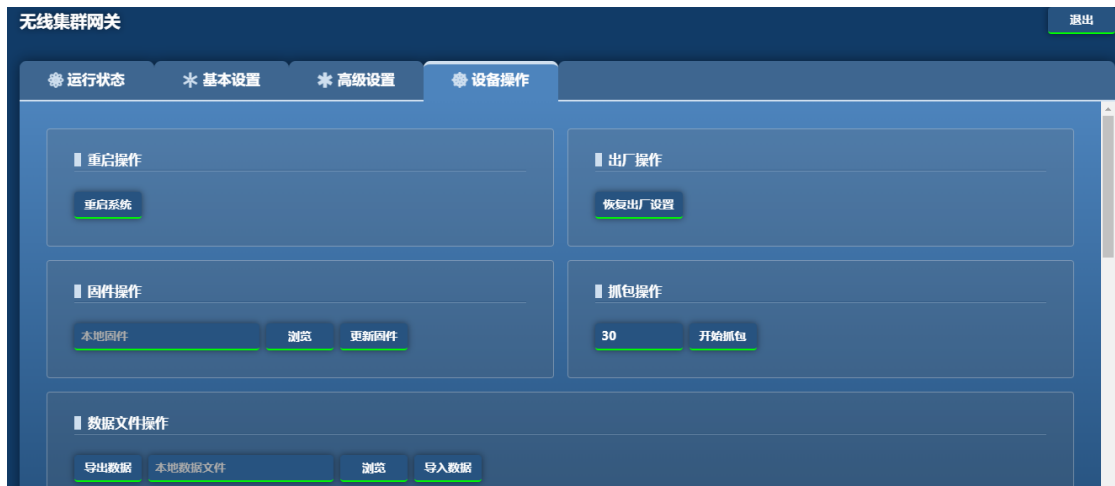 无线集群网关
退出
运行状态 基本设置 高级设置 设备操作
重启操作
重启系统
出厂操作
恢复出厂设置
固件操作
本地固件 浏览 更新固件
抓包操作
30 开始抓包
数据文件操作
导出数据 本地数据文件 浏览 导入数据